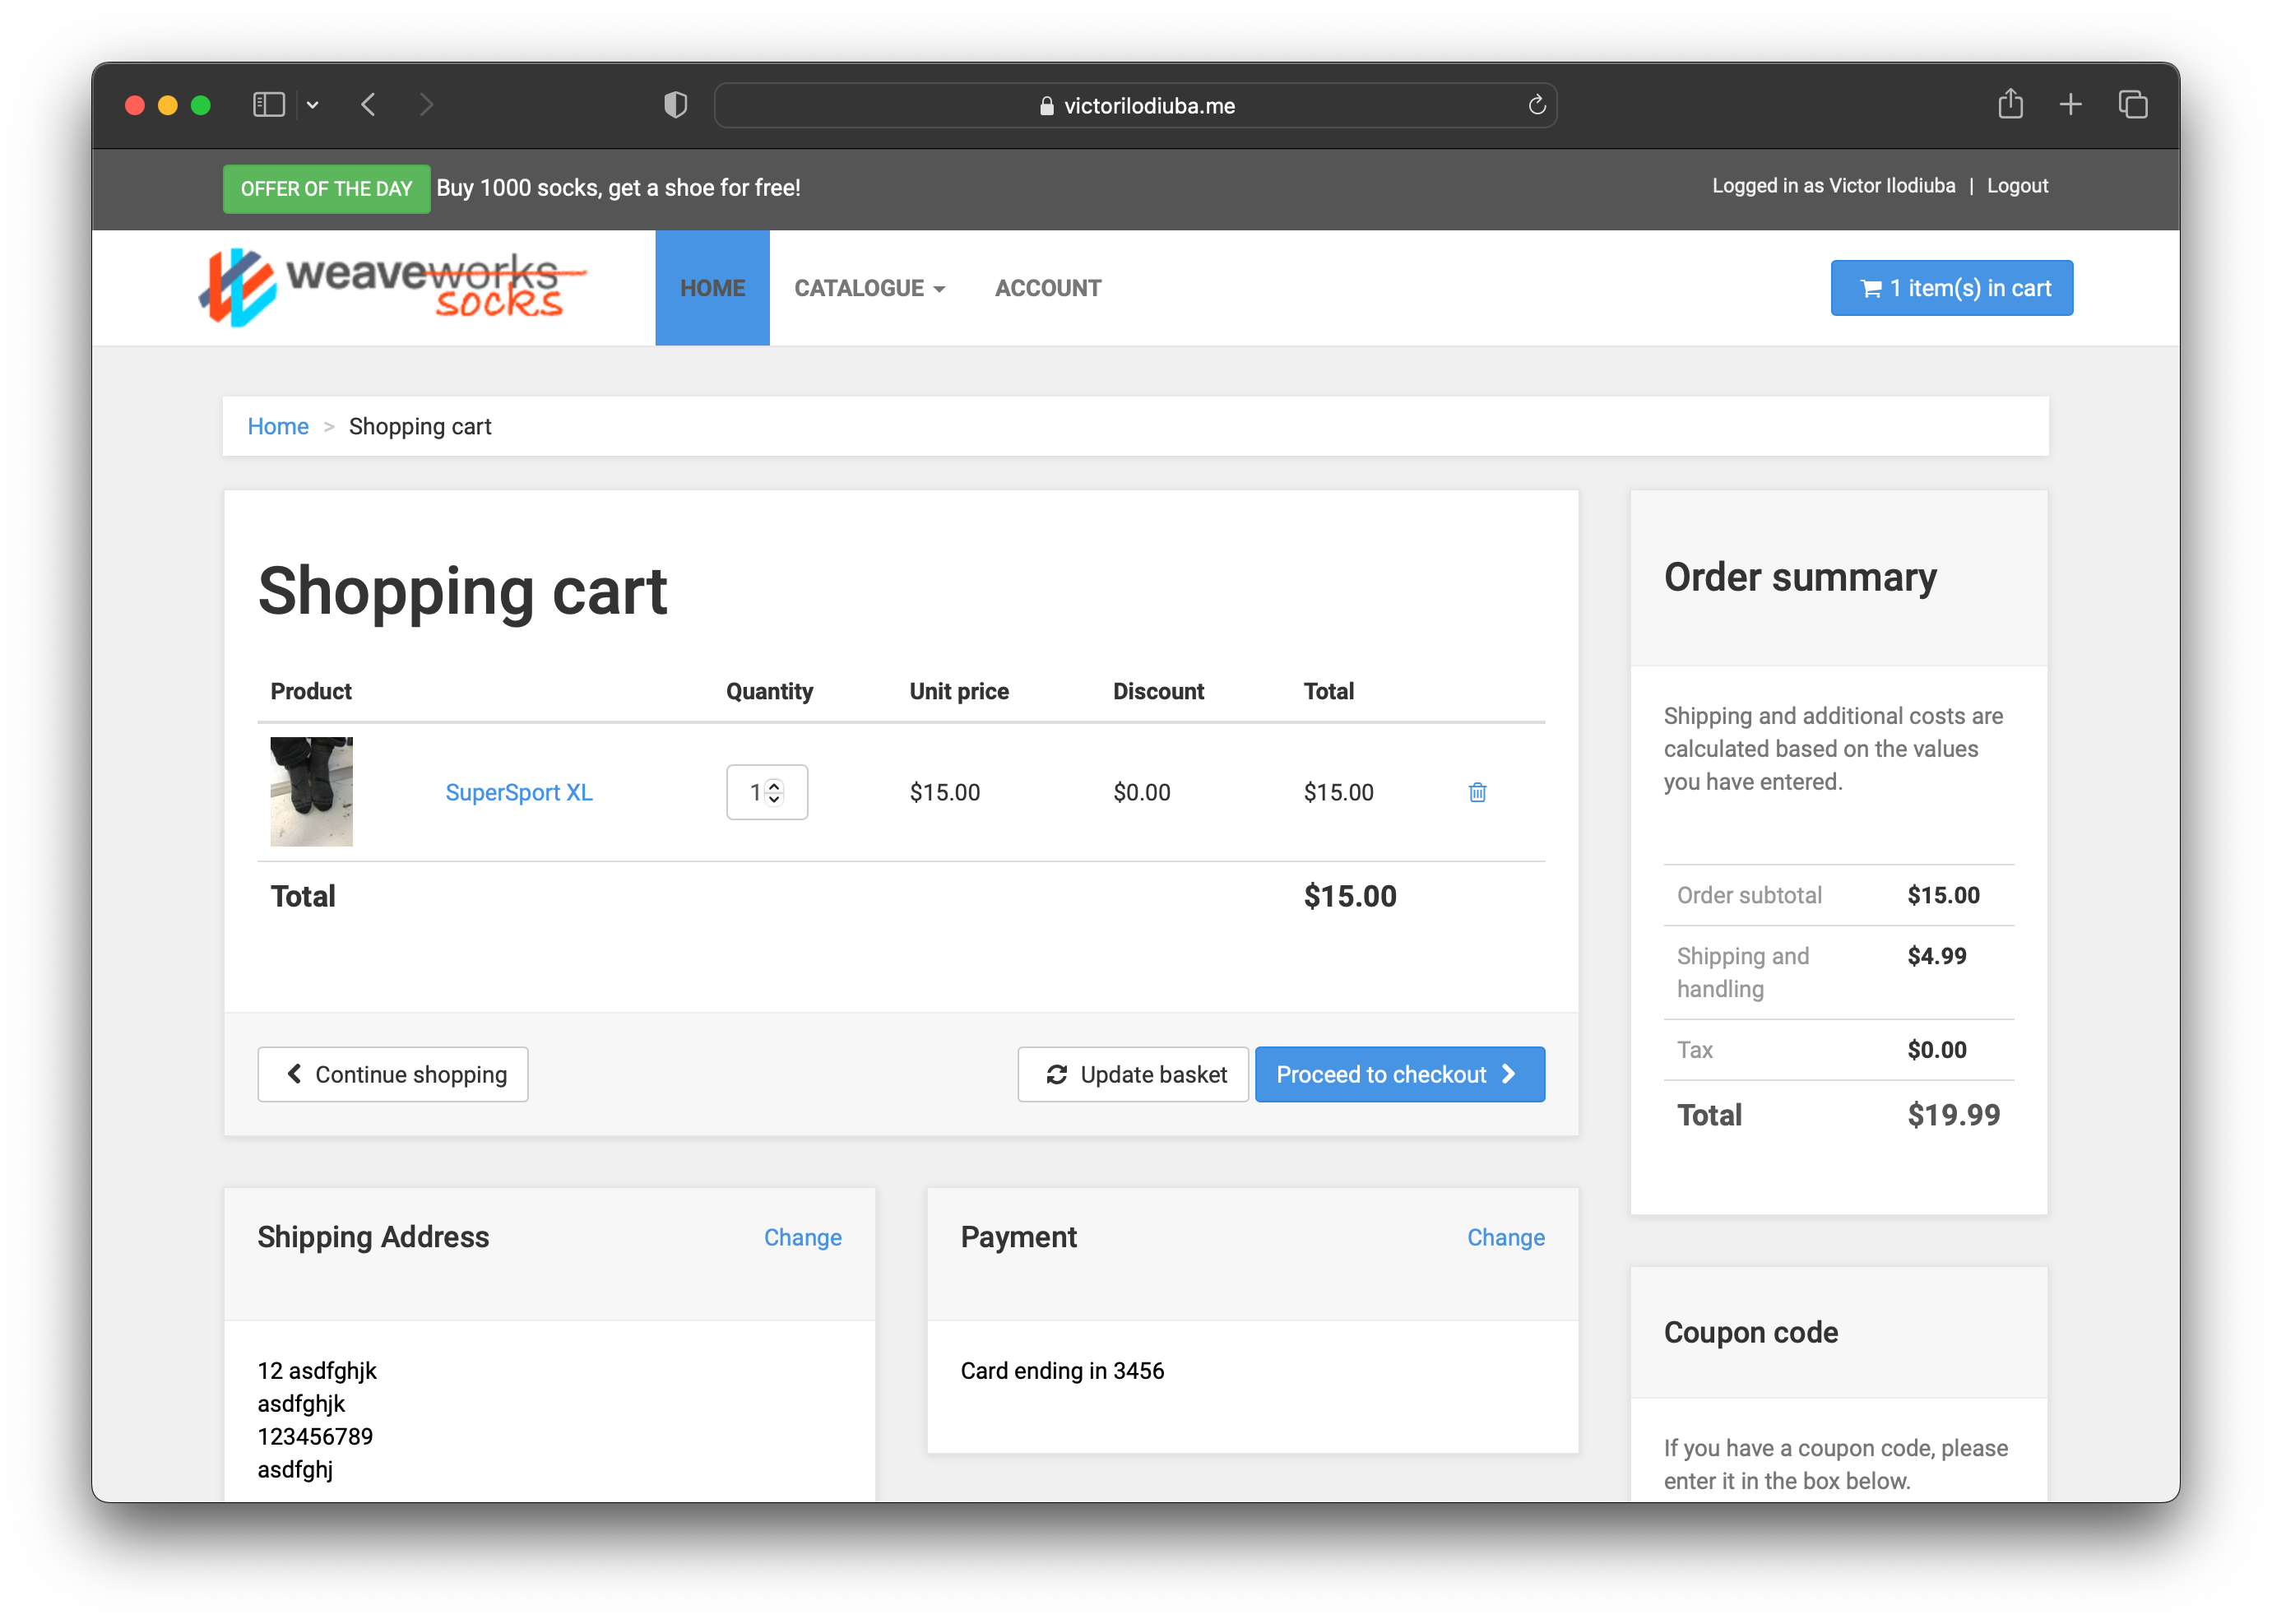 victorilodiuba.me
OFFER OF THE DAY Buy 1000 socks, get a shoe for free!
Logged in as Victor Ilodiuba | Logout
weaveworks
socks
HOME
CATALOGUE
ACCOUNT
1 item(s) in cart
Home > Shopping cart
Shopping cart
Product Quantity Unit price Discount Total
SuperSport XL 1 $15.00 $0.00 $15.00
Total $15.00
Continue shopping
Update basket
Proceed to checkout
Order summary
Shipping and additional costs are
calculated based on the values
you have entered.
Order subtotal $15.00
Shipping and $4.99
handling
Tax $0.00
Total $19.99
Shipping Address Change
12 asdfghjk
asdfghjk
123456789
asdfghj
Payment Change
Card ending in 3456
Coupon code
If you have a coupon code, please
enter it in the box below.